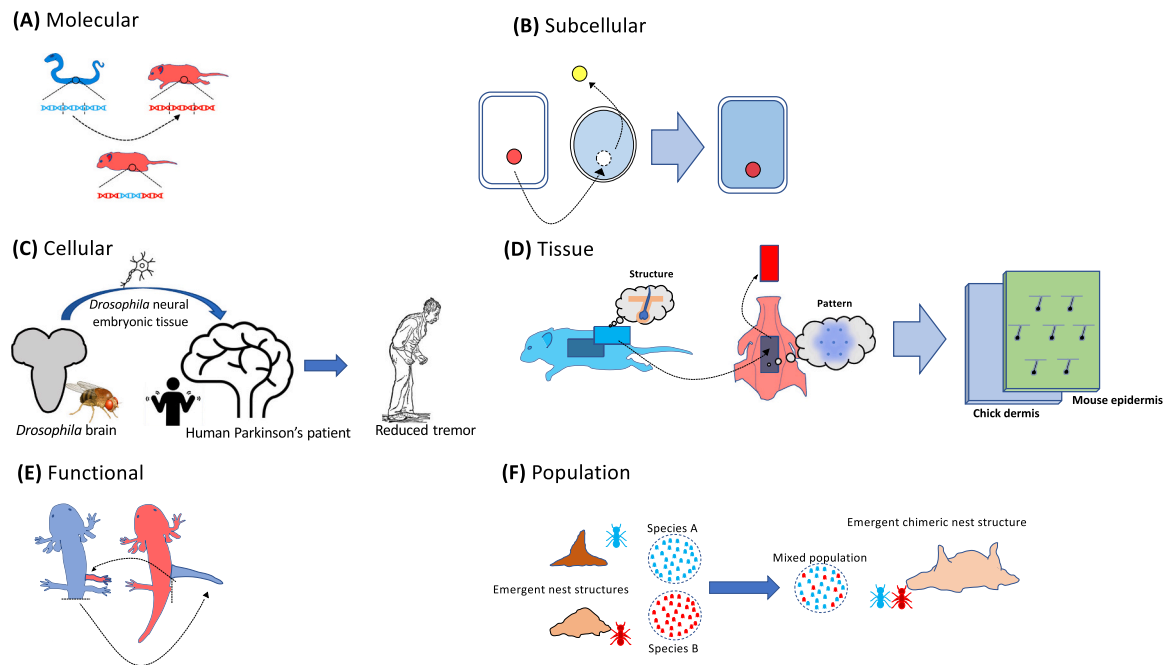 (A) Molecular
(B) Subcellular
(C) Cellular
Drosophila neural
embryonic tissue
Drosophila brain
Human Parkinson's patient
Reduced tremor
(D) Tissue
Structure
Pattern
Mouse epidermis
Chick dermis
(E) Functional
(F) Population
Species A
Emergent nest structures
Species B
Mixed population
Emergent chimeric nest structure